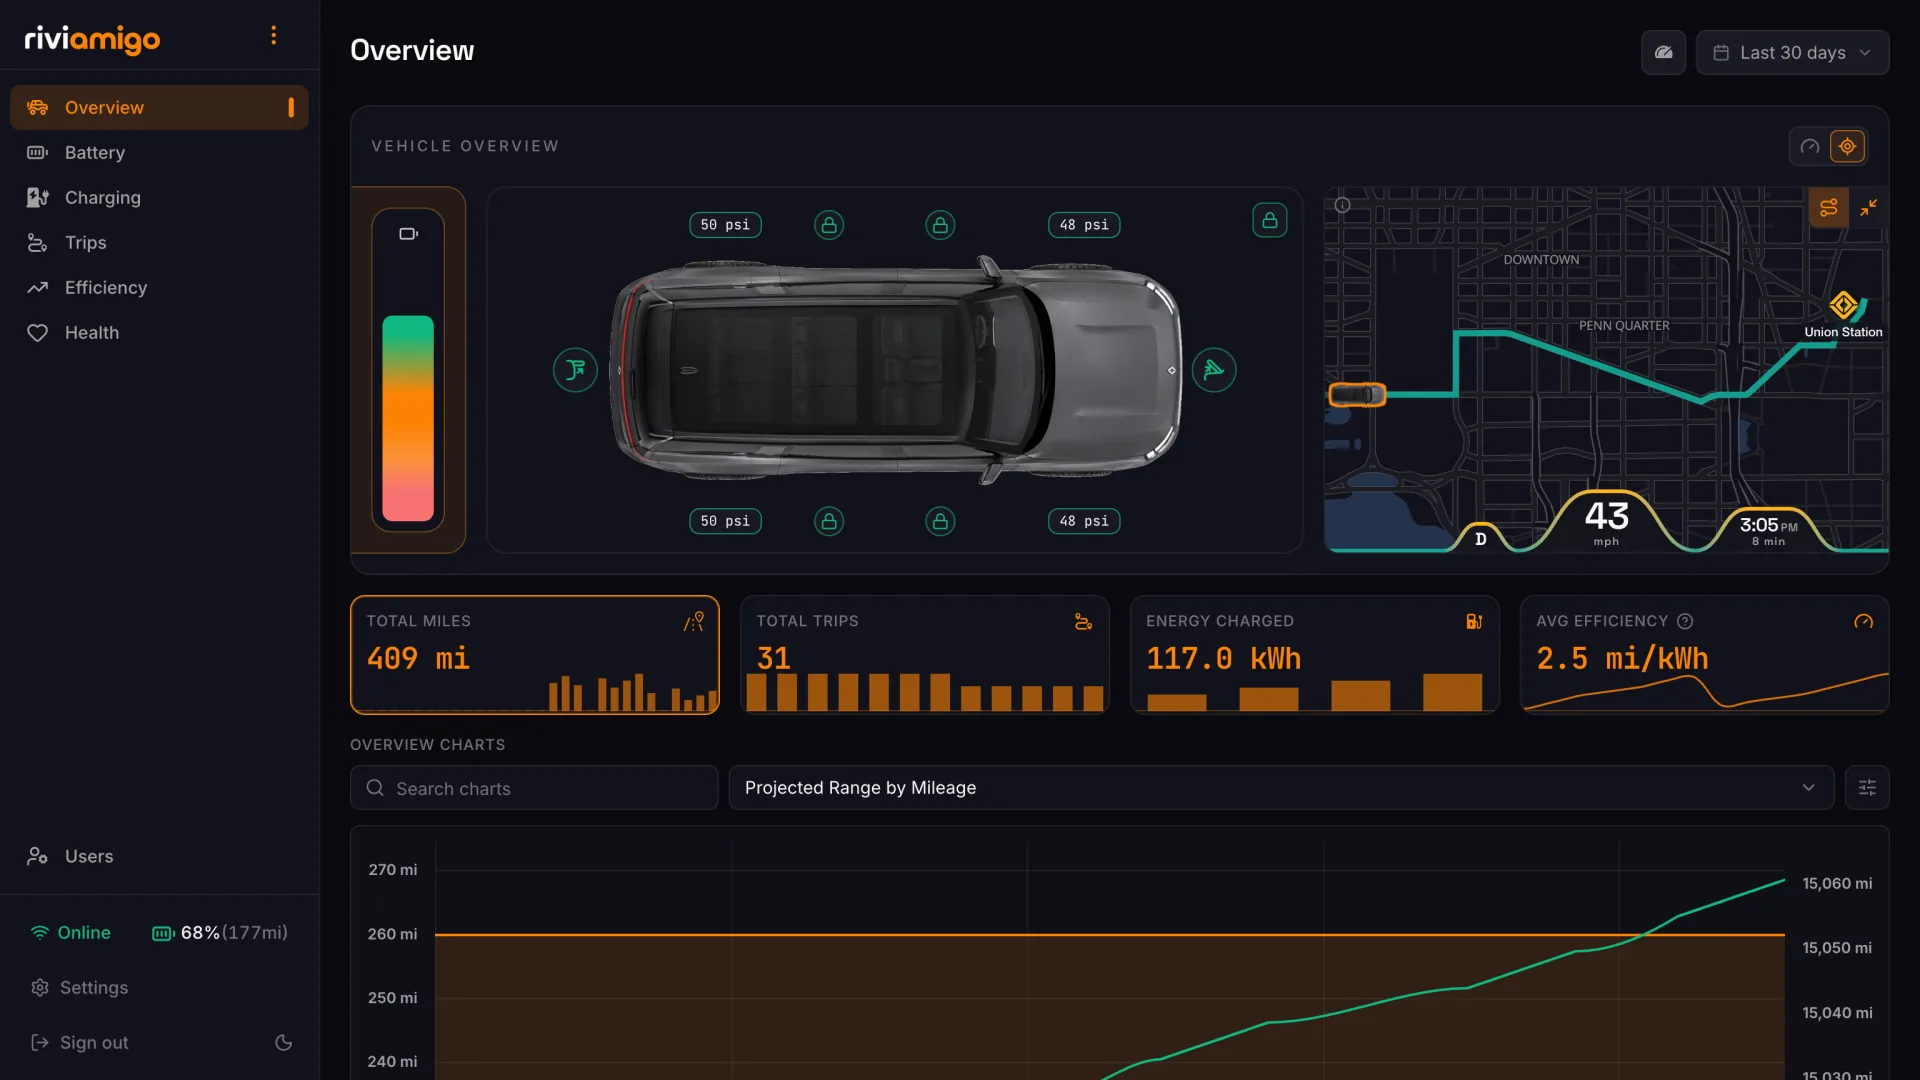 riviamigo
Overview
Battery
Charging
Trips
Efficiency
Health
Users
Online
68%(177mi)
Settings
Sign out
Overview
Last 30 days
VEHICLE OVERVIEW
50 psi
48 psi
50 psi
48 psi
DOWNTOWN
PENN QUARTER
Union Station
D
43
mph
3:05 PM
8 min
TOTAL MILES
409 mi
TOTAL TRIPS
31
ENERGY CHARGED
117.0 kWh
AVG EFFICIENCY
2.5 mi/kWh
OVERVIEW CHARTS
Search charts
Projected Range by Mileage
270 mi
260 mi
250 mi
240 mi
15,060 mi
15,050 mi
15,040 mi
15,030 mi